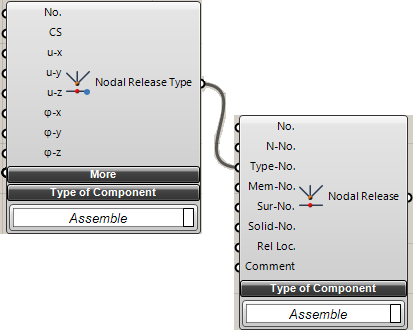 No.
CS
u-x
u-y
u-z
φ-x
φ-y
φ-z
Nodal Release Type
More
Type of Component
Assemble
No.
N-No.
Type-No.
Mem-No.
Sur-No.
Solid-No.
Rel Loc.
Comment
Nodal Release
Type of Component
Assemble